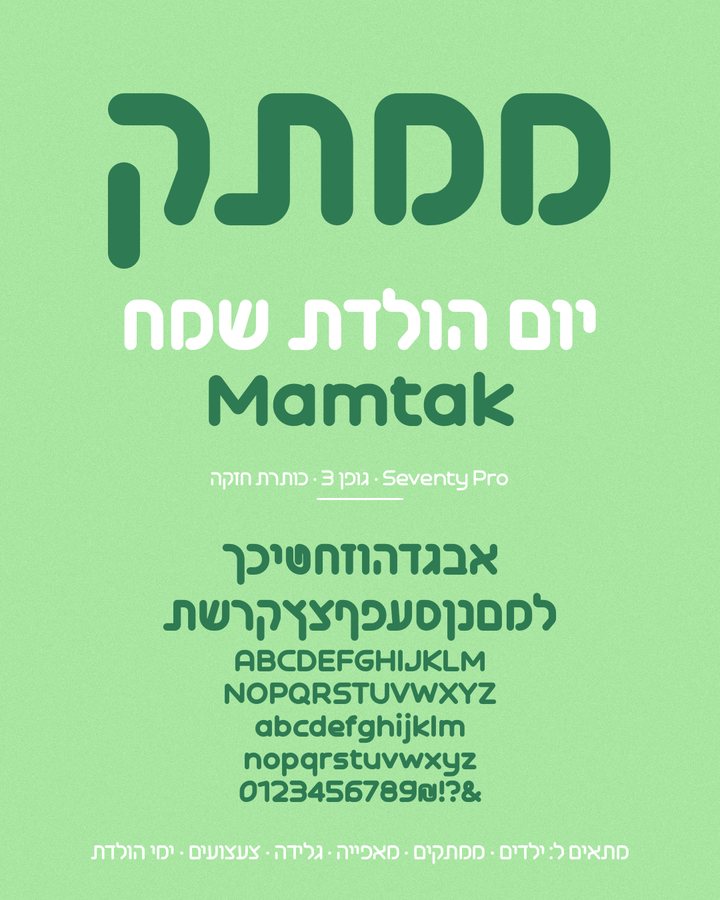 ממתק
יום הולדת שמח
Mamtak
Seventy Pro · גופן 3 · כותרת חזקה
אבגדהוזחטיכך
למםנןסעפףצץקרשת
ABCDEFGHIJKLM
NOPQRSTUVWXYZ
abcdefghijklm
nopqrstuvwxyz
0123456789₪!?&
מתאים ל: ילדים · ממתקים · מאפייה · גלידה · צעצועים · ימי הולדת